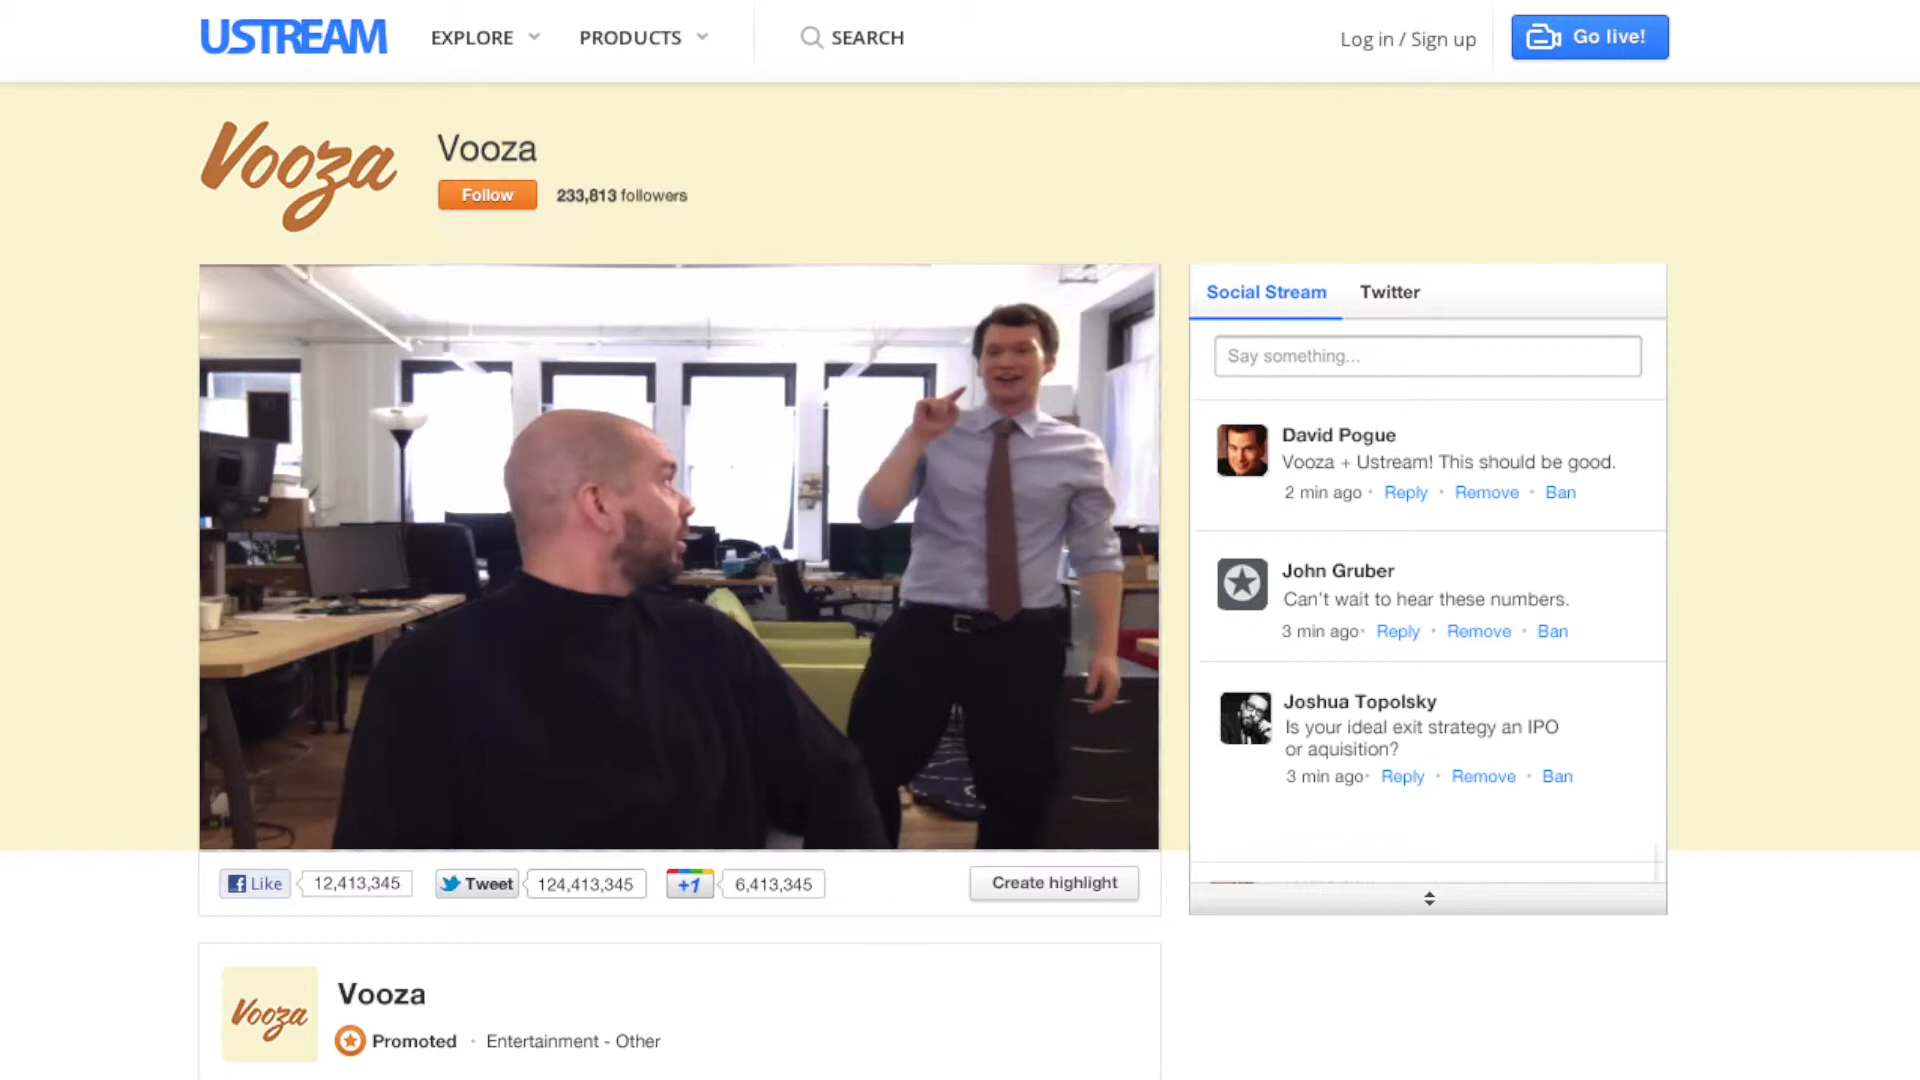 USTREAM
EXPLORE
PRODUCTS
SEARCH
Log in / Sign up
Go live!
Vooza
Vooza
Follow
233,813 followers
Social Stream
Twitter
Say something...
David Pogue
Vooza + Ustream! This should be good.
2 min ago • Reply • Remove • Ban
John Gruber
Can't wait to hear these numbers.
3 min ago • Reply • Remove • Ban
Joshua Topolsky
Is your ideal exit strategy an IPO
or aquisition?
3 min ago • Reply • Remove • Ban
Like
12,413,345
Tweet
124,413,345
+1
6,413,345
Create highlight
Vooza
Vooza
Promoted • Entertainment - Other